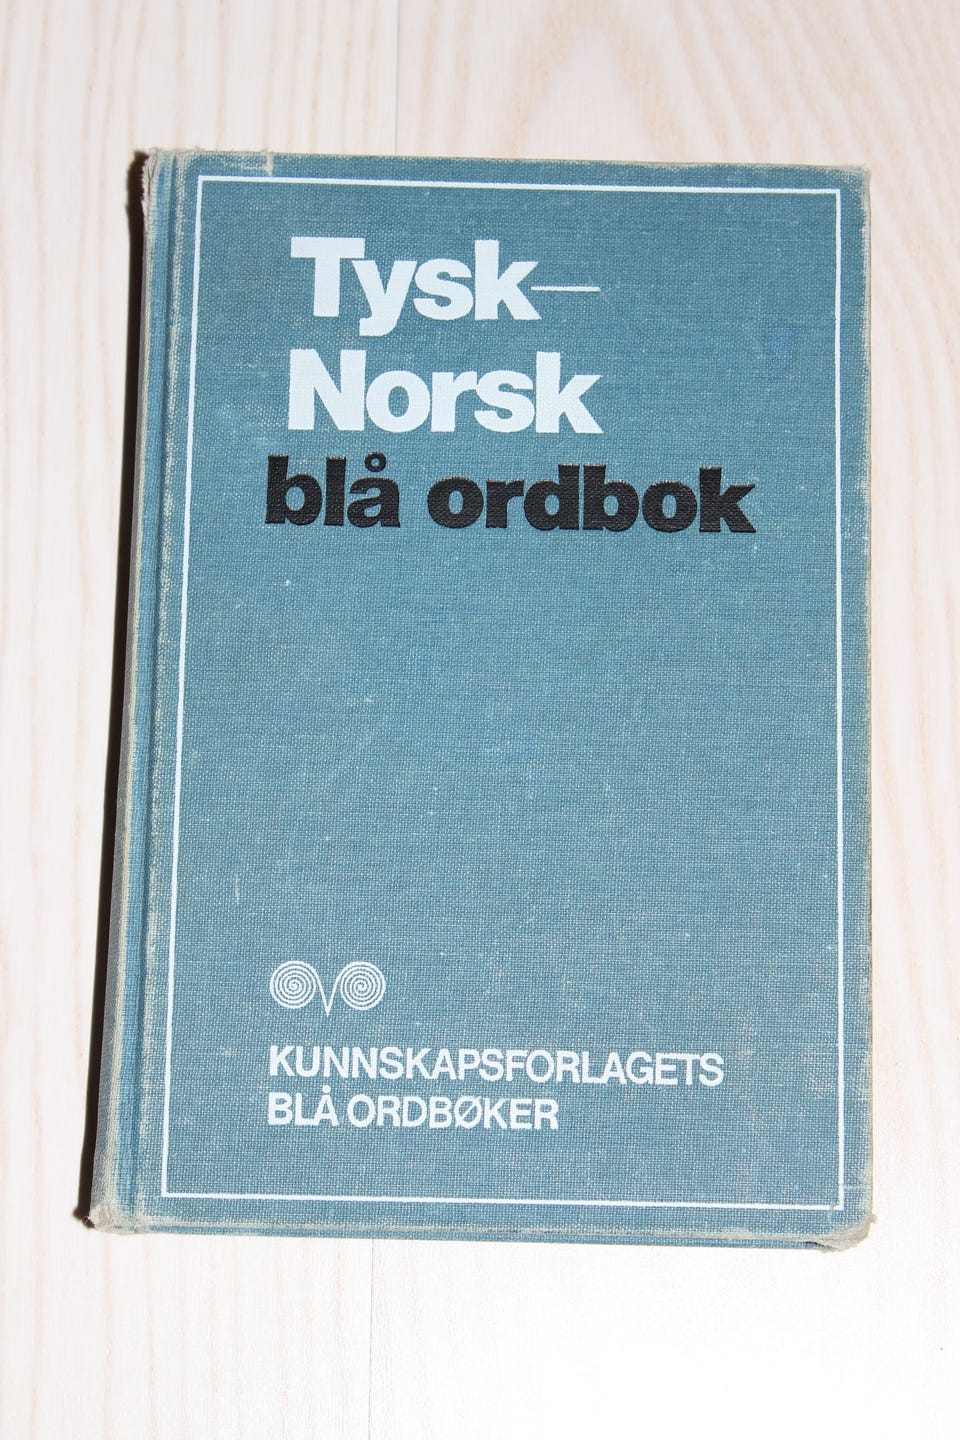 Tysk–
Norsk
blå ordbok
KUNNSKAPSFORLAGETS
BLÅ ORDBØKER